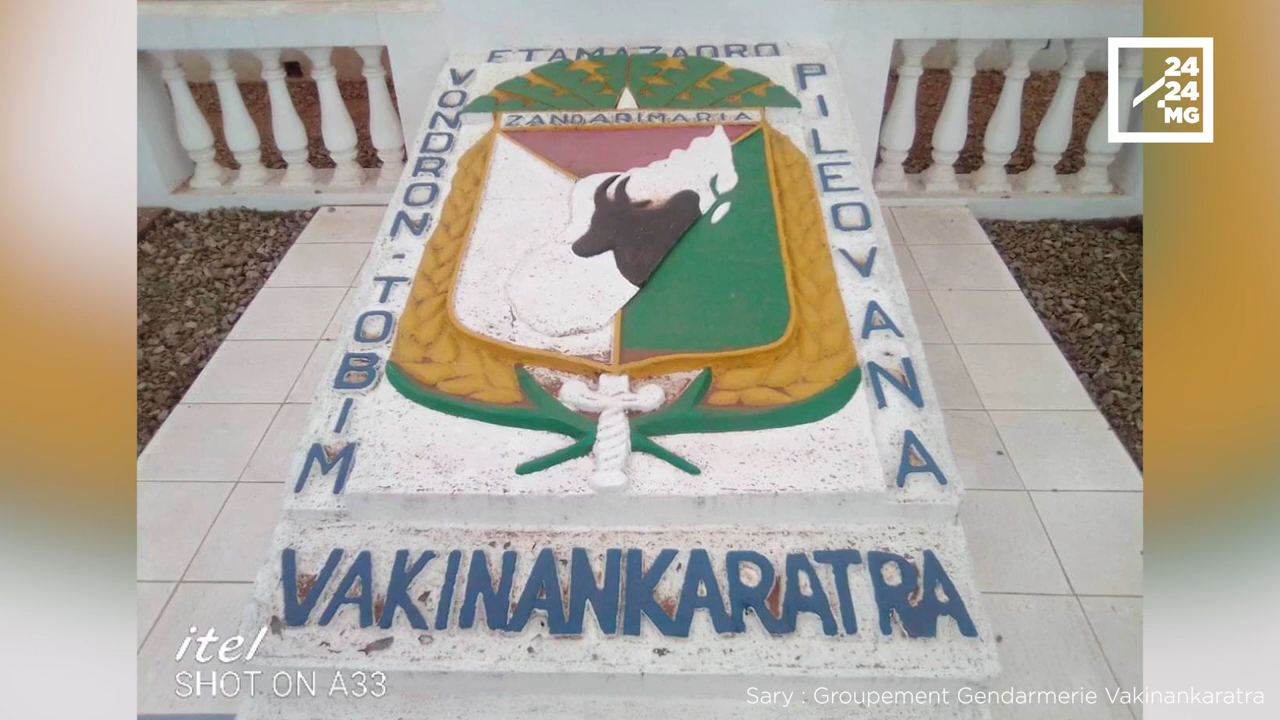 ETAMAZAORO
VONDRON-TOBIM
PILEOVANA
ZANDARIMARIA
VAKINANKARATRA
24
24
.MG
itel
SHOT ON A33
Sary : Groupement Gendarmerie Vakinankaratra